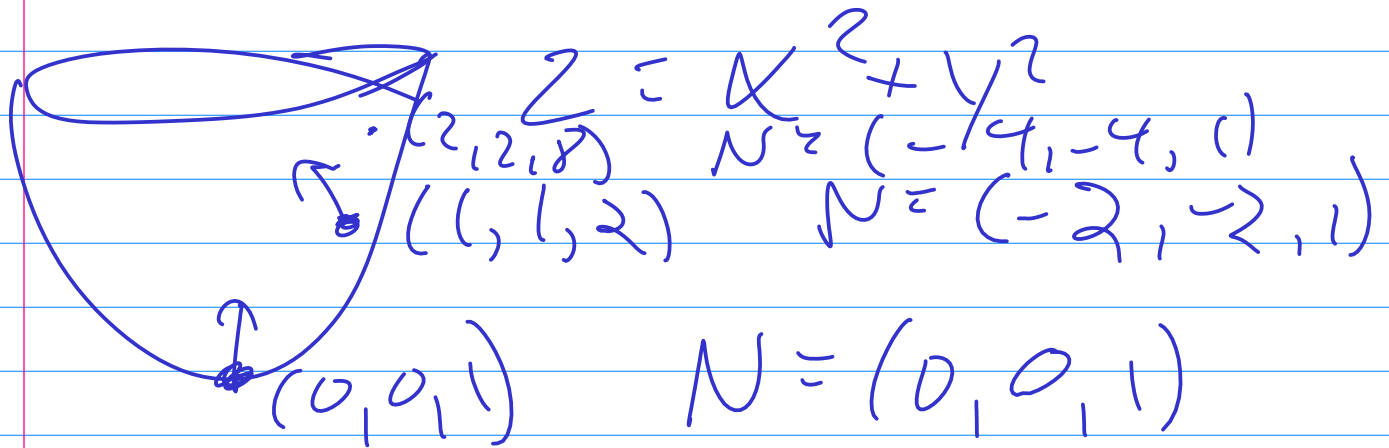 Z = x² + y²
(2,2,8) N = (-4,-4,1)
(1,1,2) N = (-2,-2,1)
(0,0,1) N = (0,0,1)